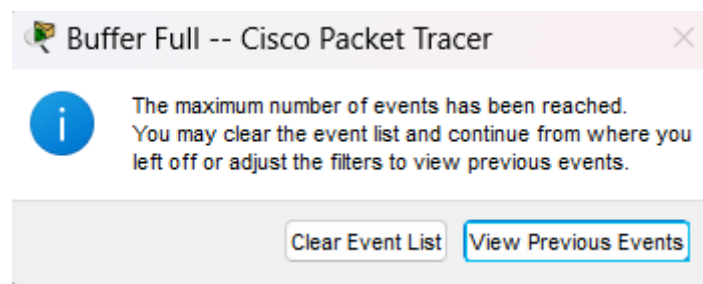 Buffer Full -- Cisco Packet Tracer
The maximum number of events has been reached.
You may clear the event list and continue from where you
left off or adjust the filters to view previous events.
Clear Event List
View Previous Events